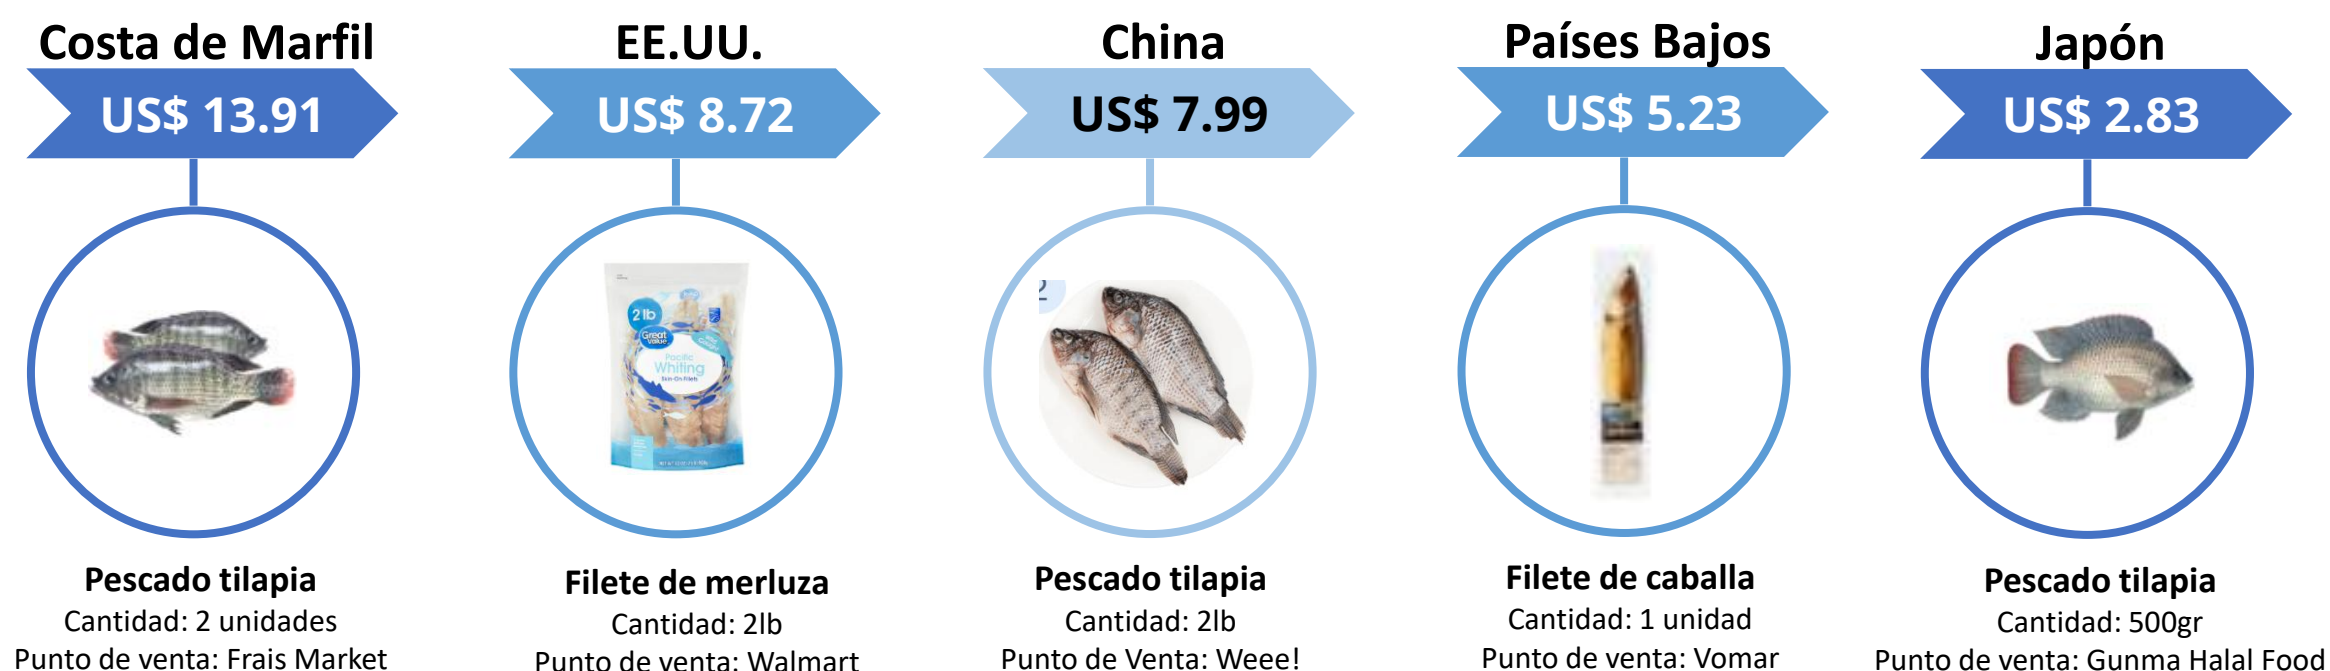 Costa de Marfil
US$ 13.91
Pescado tilapia
Cantidad: 2 unidades
Punto de venta: Frais Market
EE.UU.
US$ 8.72
2 lb
Great Value
Pacific
Whiting
Skin-On Fillets
Filete de merluza
Cantidad: 2lb
Punto de venta: Walmart
China
US$ 7.99
2
Pescado tilapia
Cantidad: 2lb
Punto de Venta: Weee!
Países Bajos
US$ 5.23
Filete de caballa
Cantidad: 1 unidad
Punto de venta: Vomar
Japón
US$ 2.83
Pescado tilapia
Cantidad: 500gr
Punto de venta: Gunma Halal Food